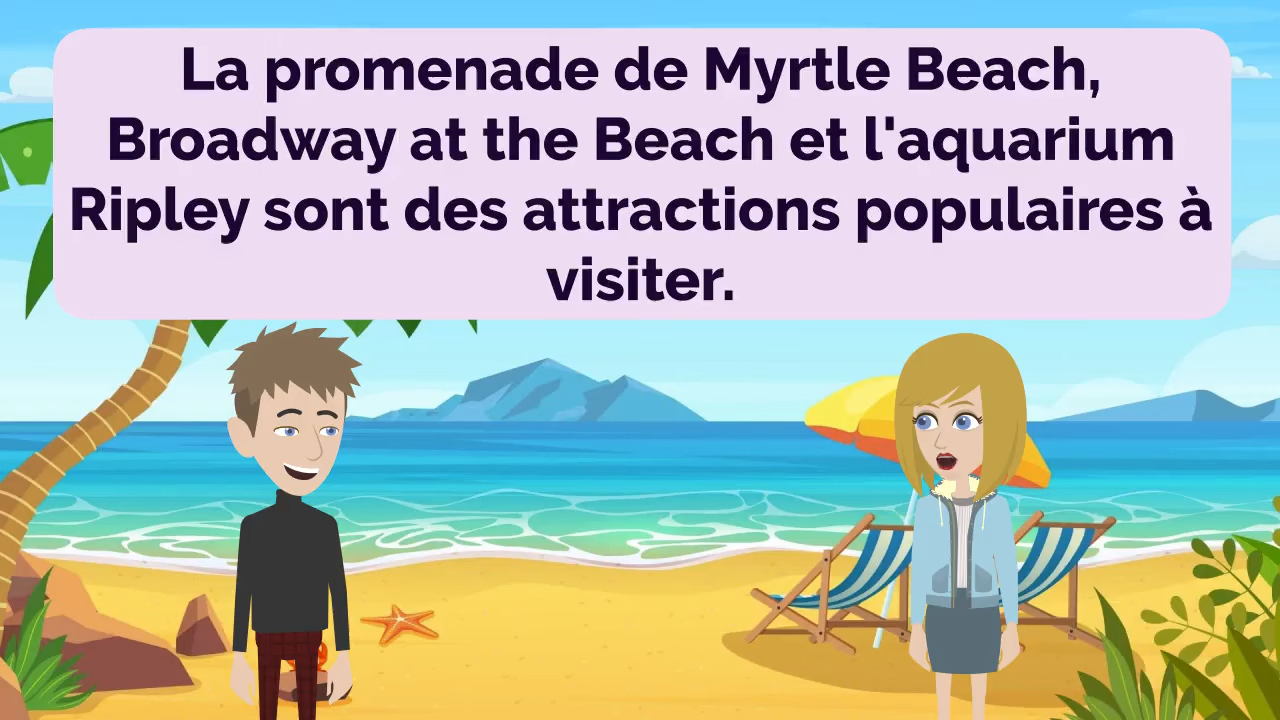 La promenade de Myrtle Beach,
Broadway at the Beach et l'aquarium
Ripley sont des attractions populaires à
visiter.